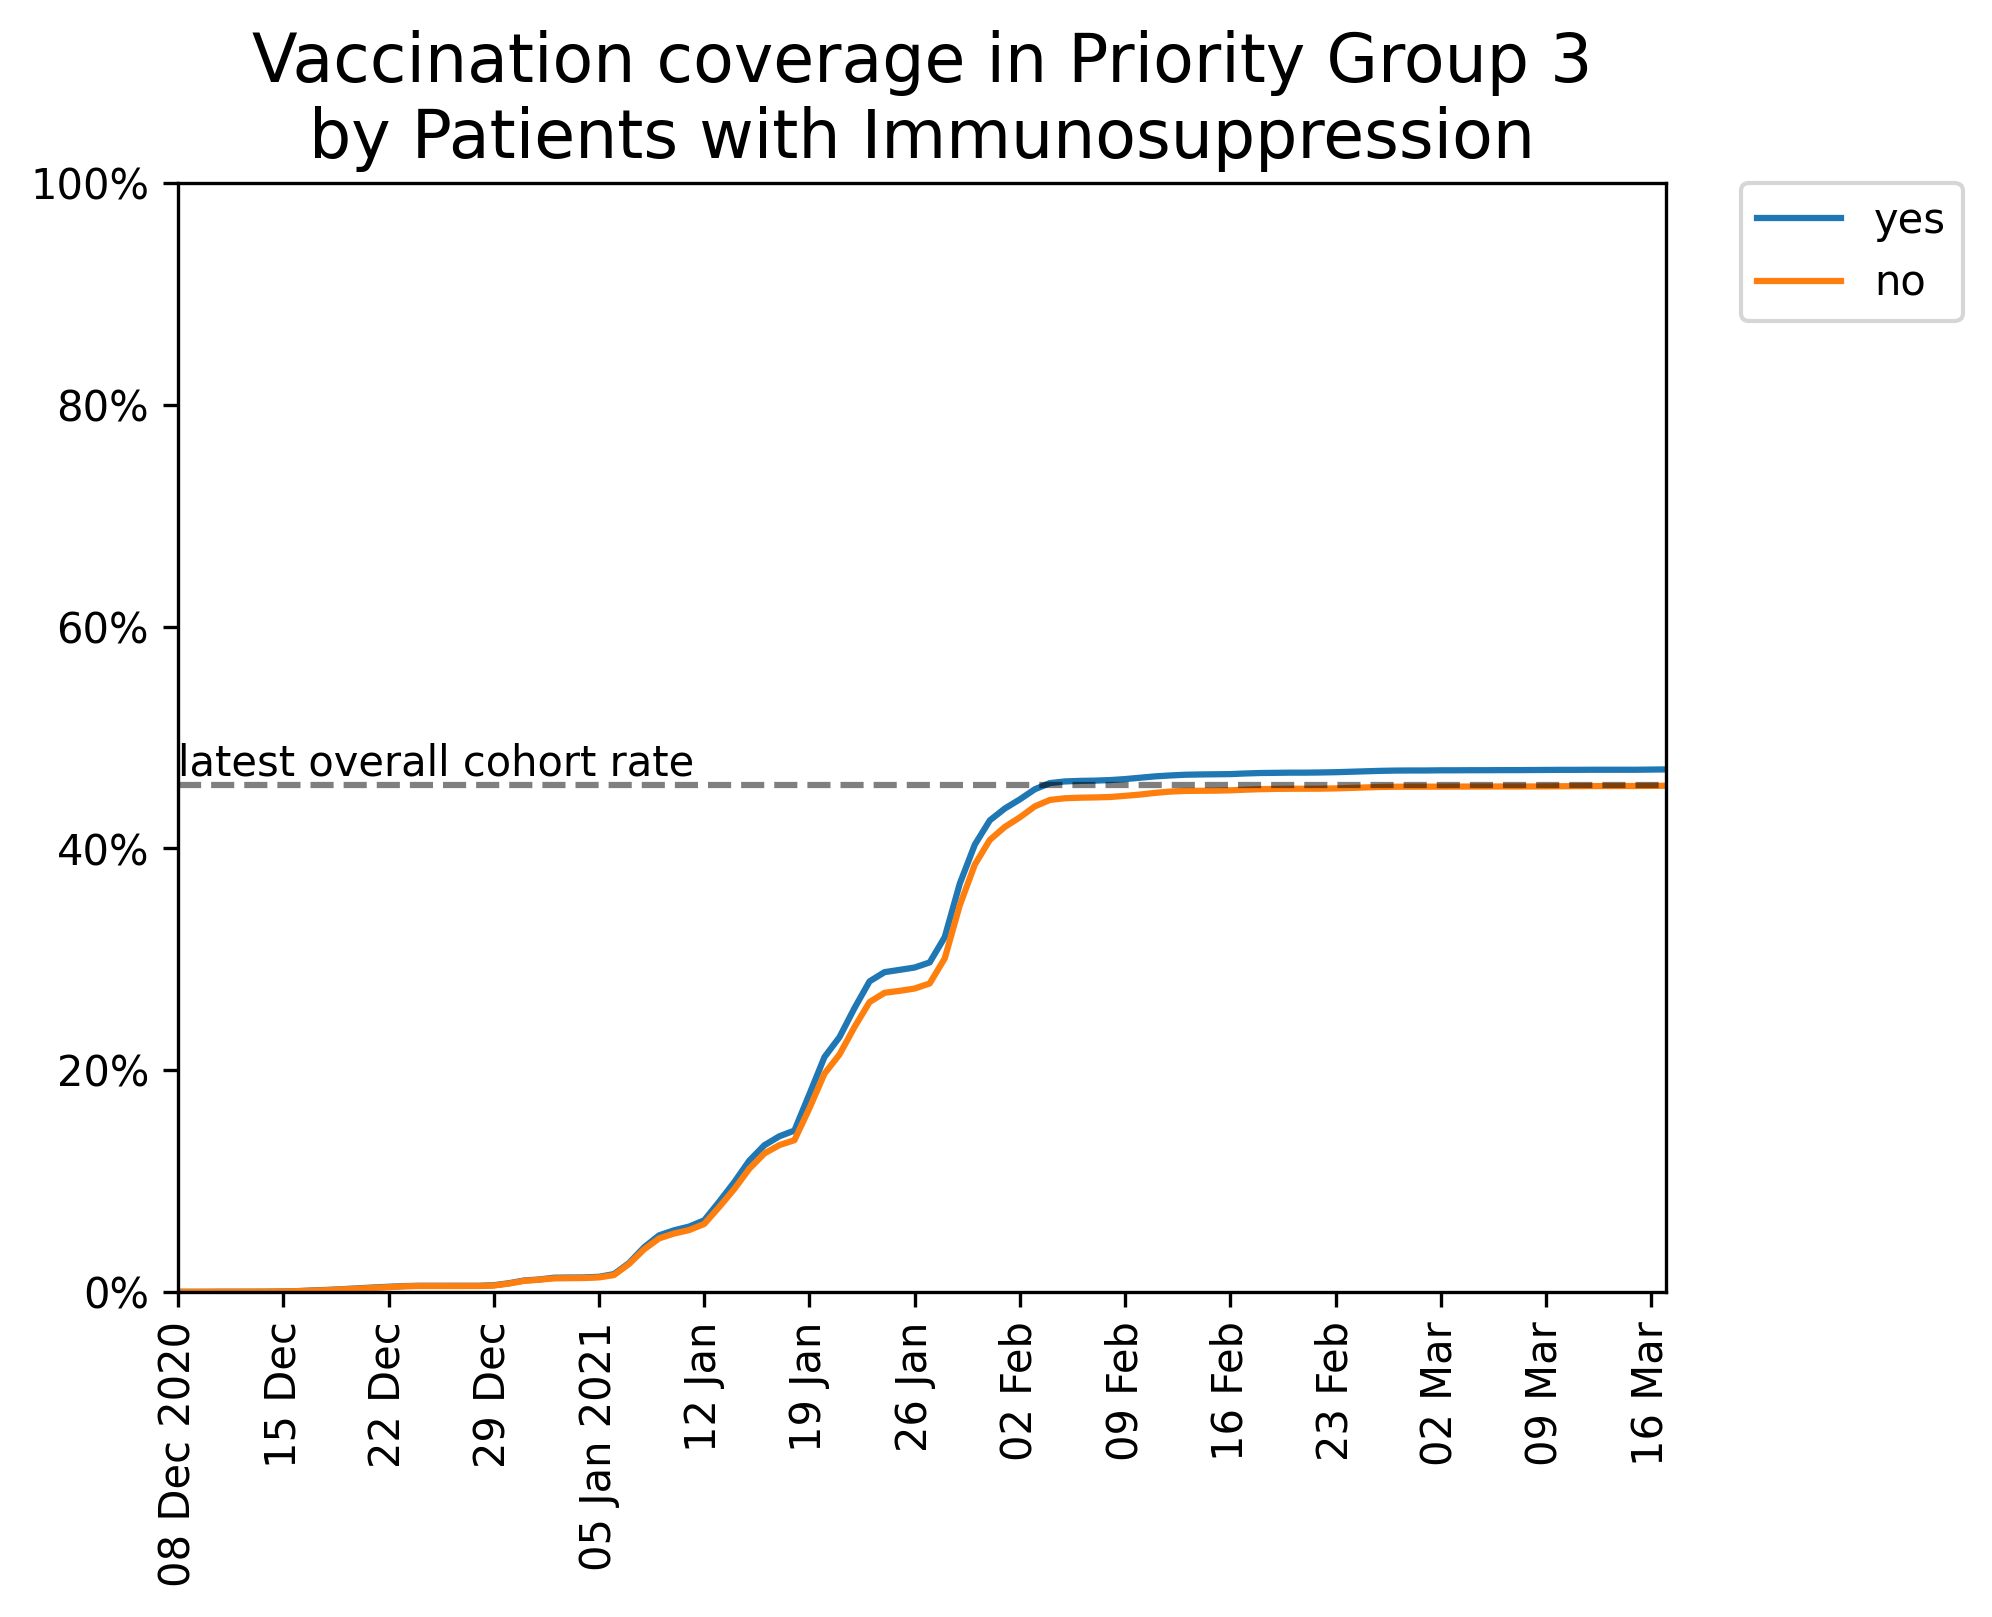 Vaccination coverage in Priority Group 3
by Patients with Immunosuppression
100%
80%
60%
40%
20%
0%
latest overall cohort rate
yes
no
08 Dec 2020
15 Dec
22 Dec
29 Dec
05 Jan 2021
12 Jan
19 Jan
26 Jan
02 Feb
09 Feb
16 Feb
23 Feb
02 Mar
09 Mar
16 Mar